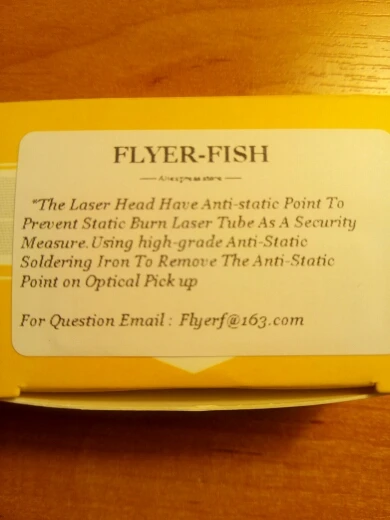 FLYER-FISH
"The Laser Head Have Anti-static Point To
Prevent Static Burn Laser Tube As A Security
Measure.Using high-grade Anti-Static
Soldering Iron To Remove The Anti-Static
Point on Optical Pick up
For Question Email : Flyerf@163.com